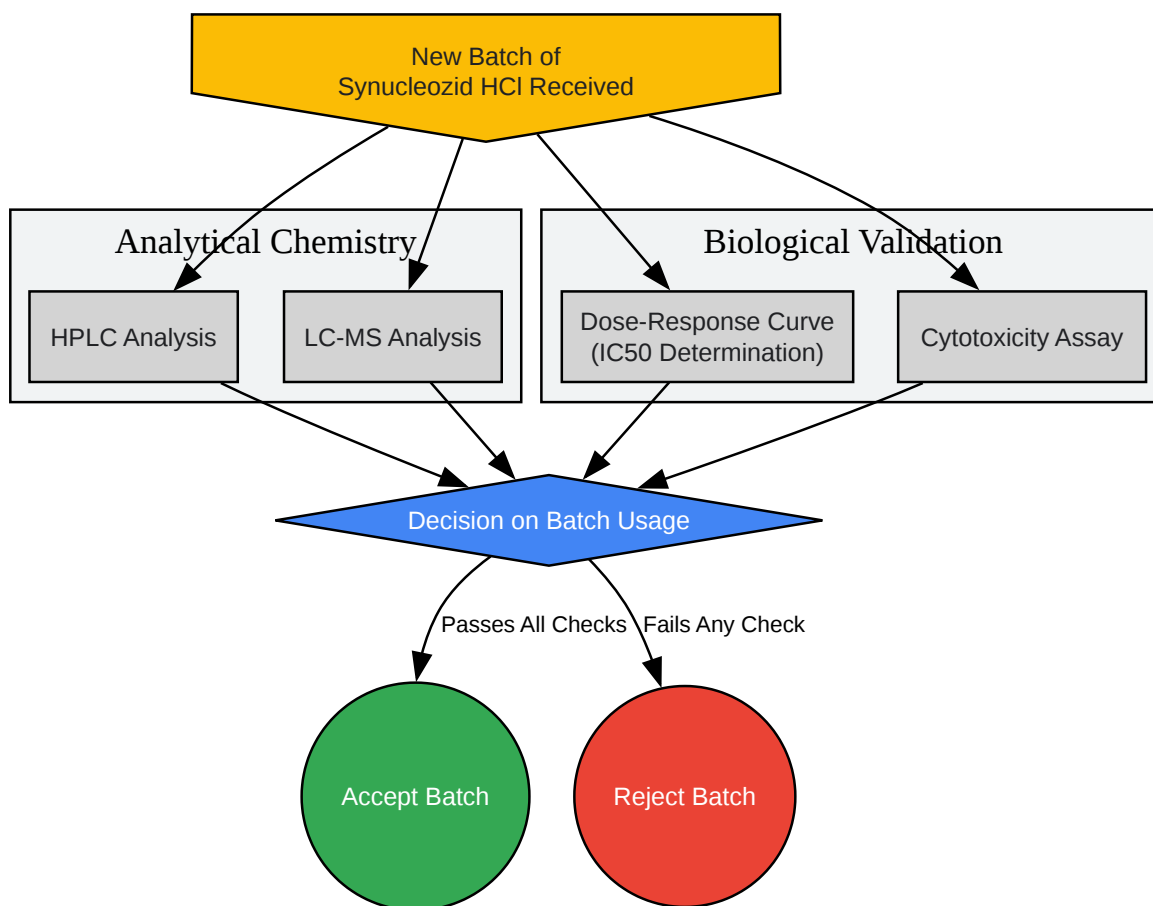 New Batch of
Synucleozid HCl Received
Analytical Chemistry
Biological Validation
HPLC Analysis
LC-MS Analysis
Dose-Response Curve
(IC50 Determination)
Cytotoxicity Assay
Decision on Batch Usage
Passes All Checks
Fails Any Check
Accept Batch
Reject Batch